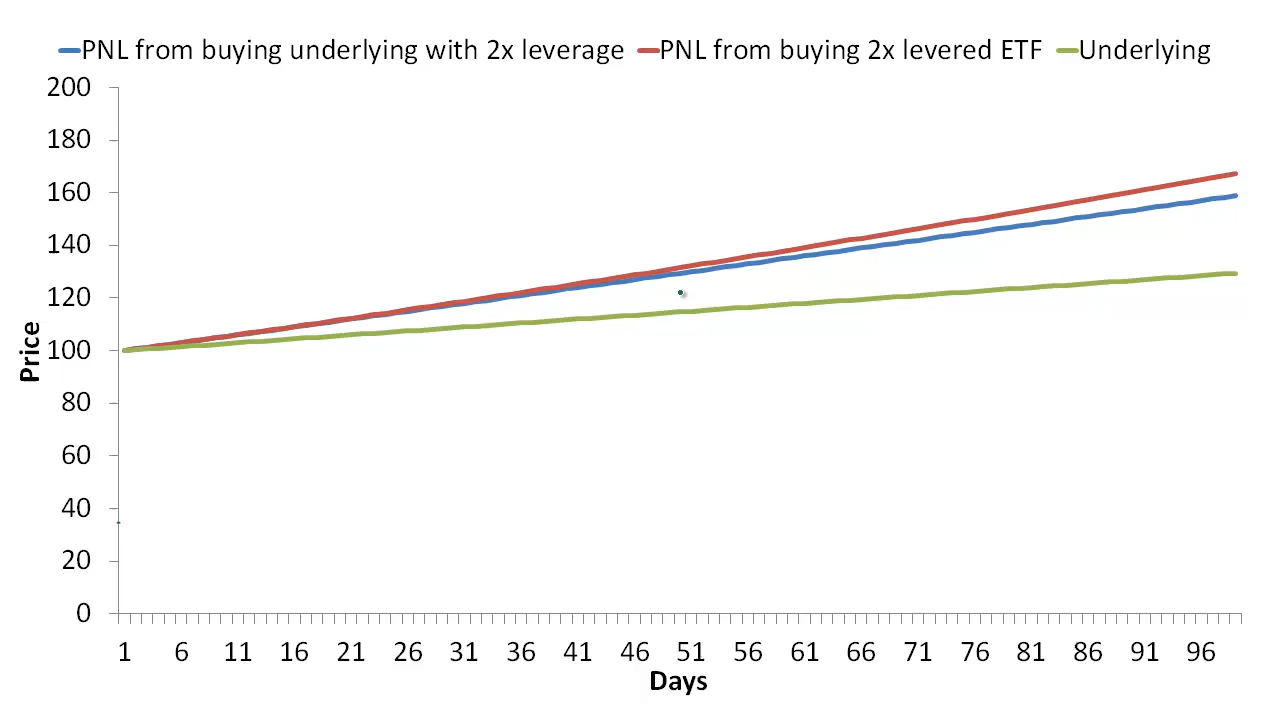 PNL from buying underlying with 2x leverage PNL from buying 2x levered ETF Underlying
200
180
160
140
120
100
80
60
40
20
0
Price
1 6 11 16 21 26 31 36 41 46 51 56 61 66 71 76 81 86 91 96
Days